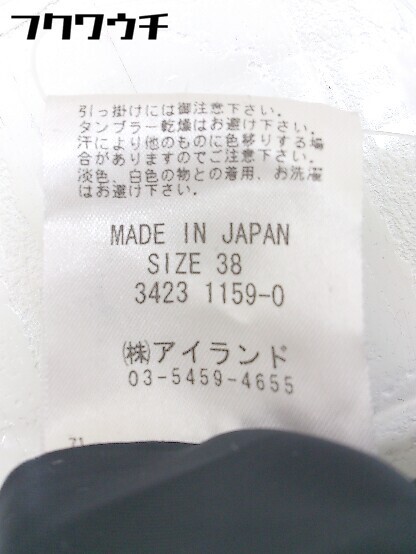 フクウクチ
引っ掛けには御注意下さい。
タンブラー乾燥はお避け下さい。
汗により他のものに色移りする場
合がありますのでご注意下さい。
淡色、白色の物との着用、お洗濯
はお避け下さい。
MADE IN JAPAN
SIZE 38
3423 1159-0
㈱アイランド
03-5459-4655
71